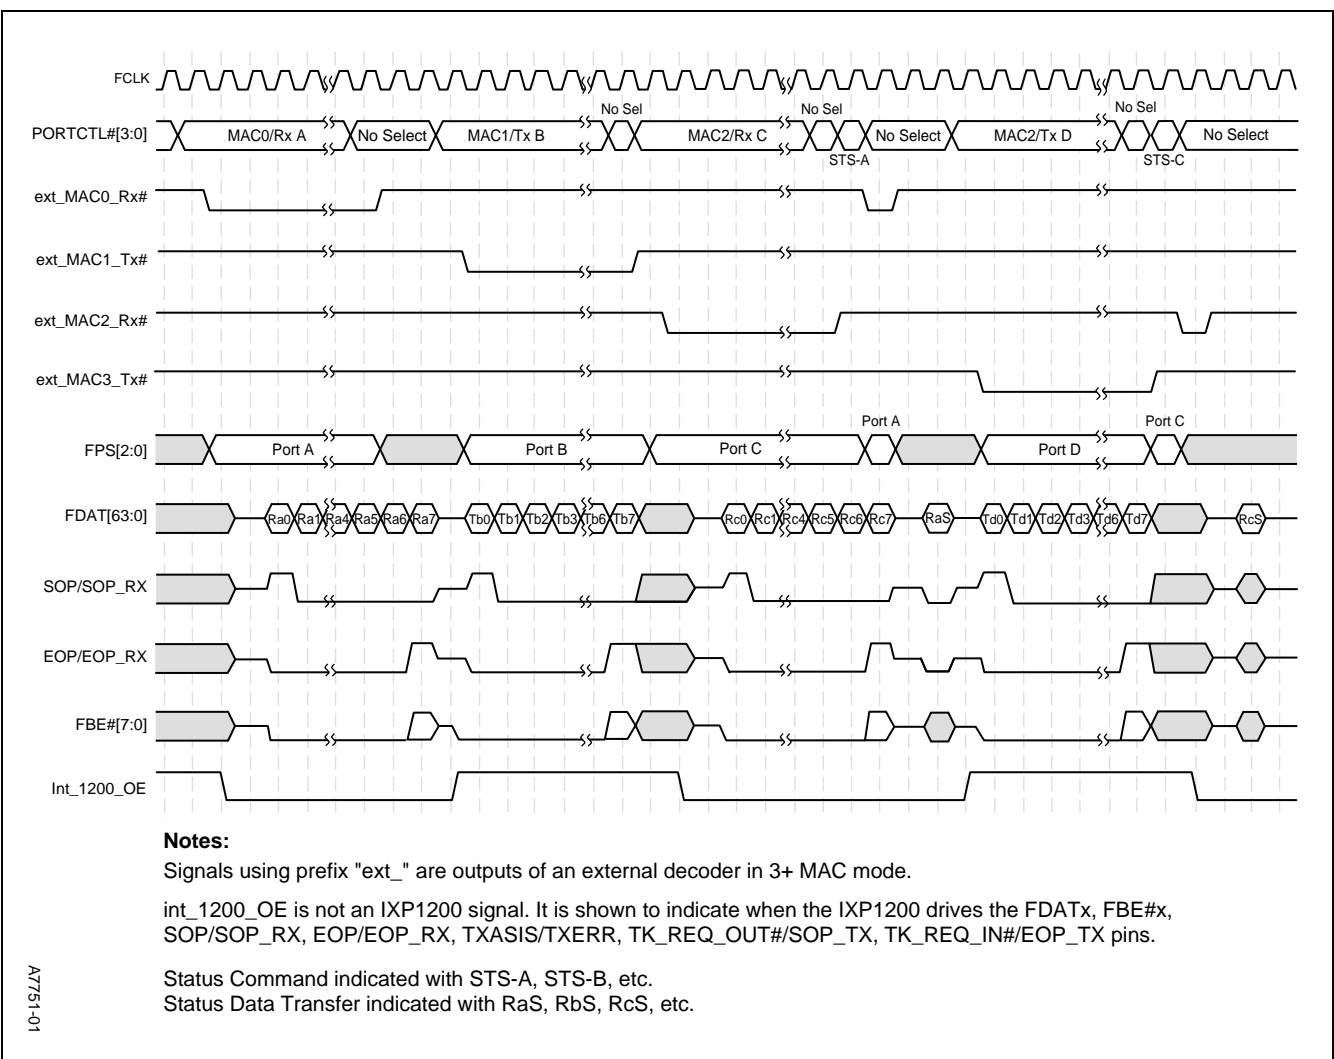 FCLK
No Sel No Sel No Sel
PORTCTL#[3:0] MAC0/Rx A No Select MAC1/Tx B MAC2/Rx C No Select MAC2/Tx D No Select
STS-A STS-C
ext_MAC0_Rx#
ext_MAC1_Tx#
ext_MAC2_Rx#
ext_MAC3_Tx#
Port A Port C
FPS[2:0] Port A Port B Port C Port D
FDAT[63:0] Ra0 Ra1 Ra4 Ra5 Ra6 Ra7 Tb0 Tb1 Tb2 Tb3 Tb6 Tb7 Rc0 Rc1 Rc4 Rc5 Rc6 Rc7 RaS Td0 Td1 Td2 Td3 Td6 Td7 RcS
SOP/SOP_RX
EOP/EOP_RX
FBE#[7:0]
Int_1200_OE
Notes:
Signals using prefix "ext_" are outputs of an external decoder in 3+ MAC mode.
int_1200_OE is not an IXP1200 signal. It is shown to indicate when the IXP1200 drives the FDATx, FBE#x,
SOP/SOP_RX, EOP/EOP_RX, TXASIS/TXERR, TK_REQ_OUT#/SOP_TX, TK_REQ_IN#/EOP_TX pins.
Status Command indicated with STS-A, STS-B, etc.
Status Data Transfer indicated with RaS, RbS, RcS, etc.
A7751-01